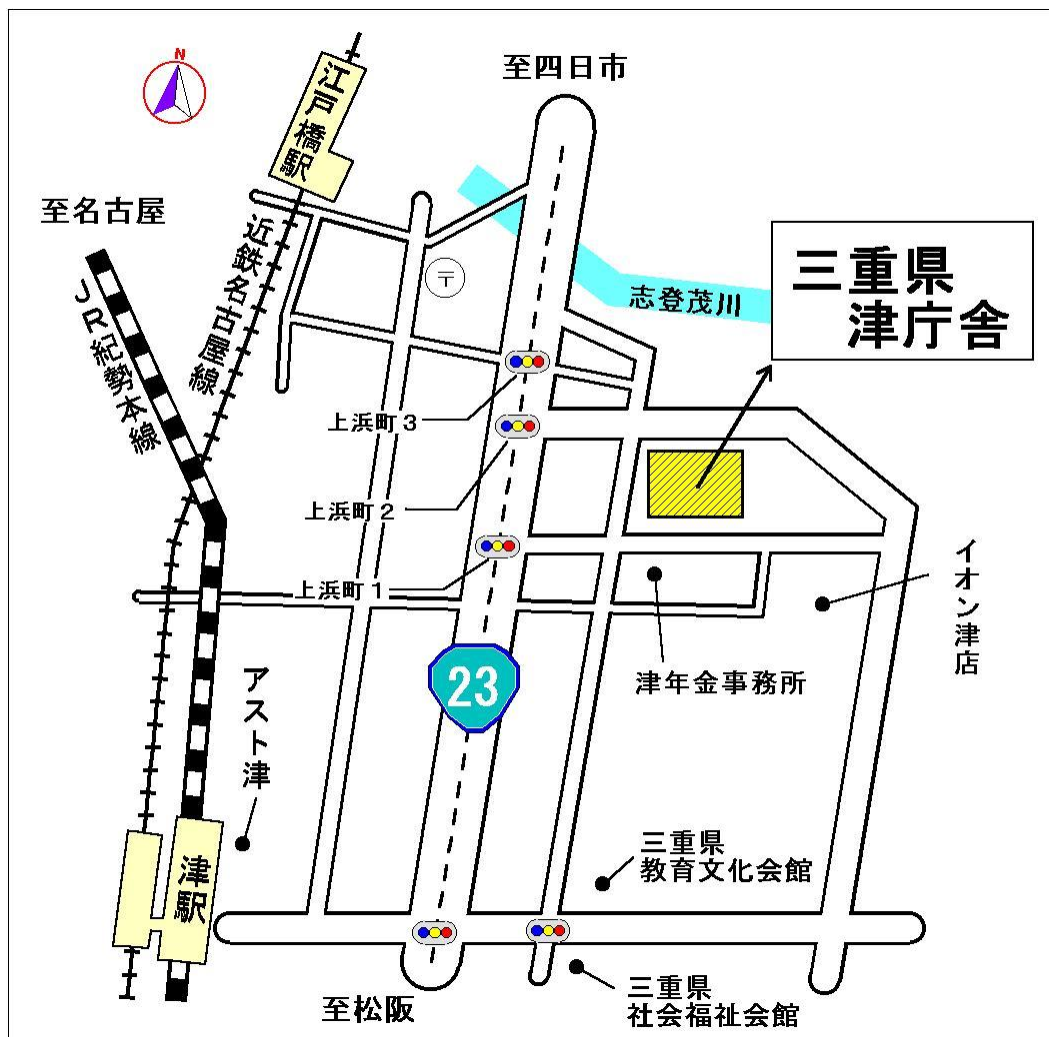 N
至四日市
江戸橋駅
至名古屋
近鉄名古屋線
JR紀勢本線
〒
志登茂川
三重県
津庁舎
上浜町3
上浜町2
上浜町1
イオン津店
津年金事務所
23
アスト津
津駅
三重県
教育文化会館
至松阪
三重県
社会福祉会館